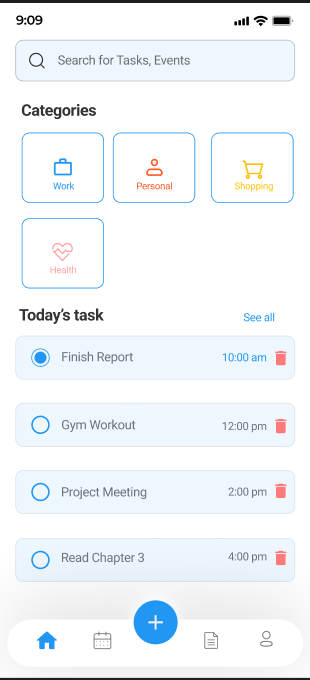 9:09
Search for Tasks, Events
Categories
Work
Personal
Shopping
Health
Today's task
See all
Finish Report
10:00 am
Gym Workout
12:00 pm
Project Meeting
2:00 pm
Read Chapter 3
4:00 pm